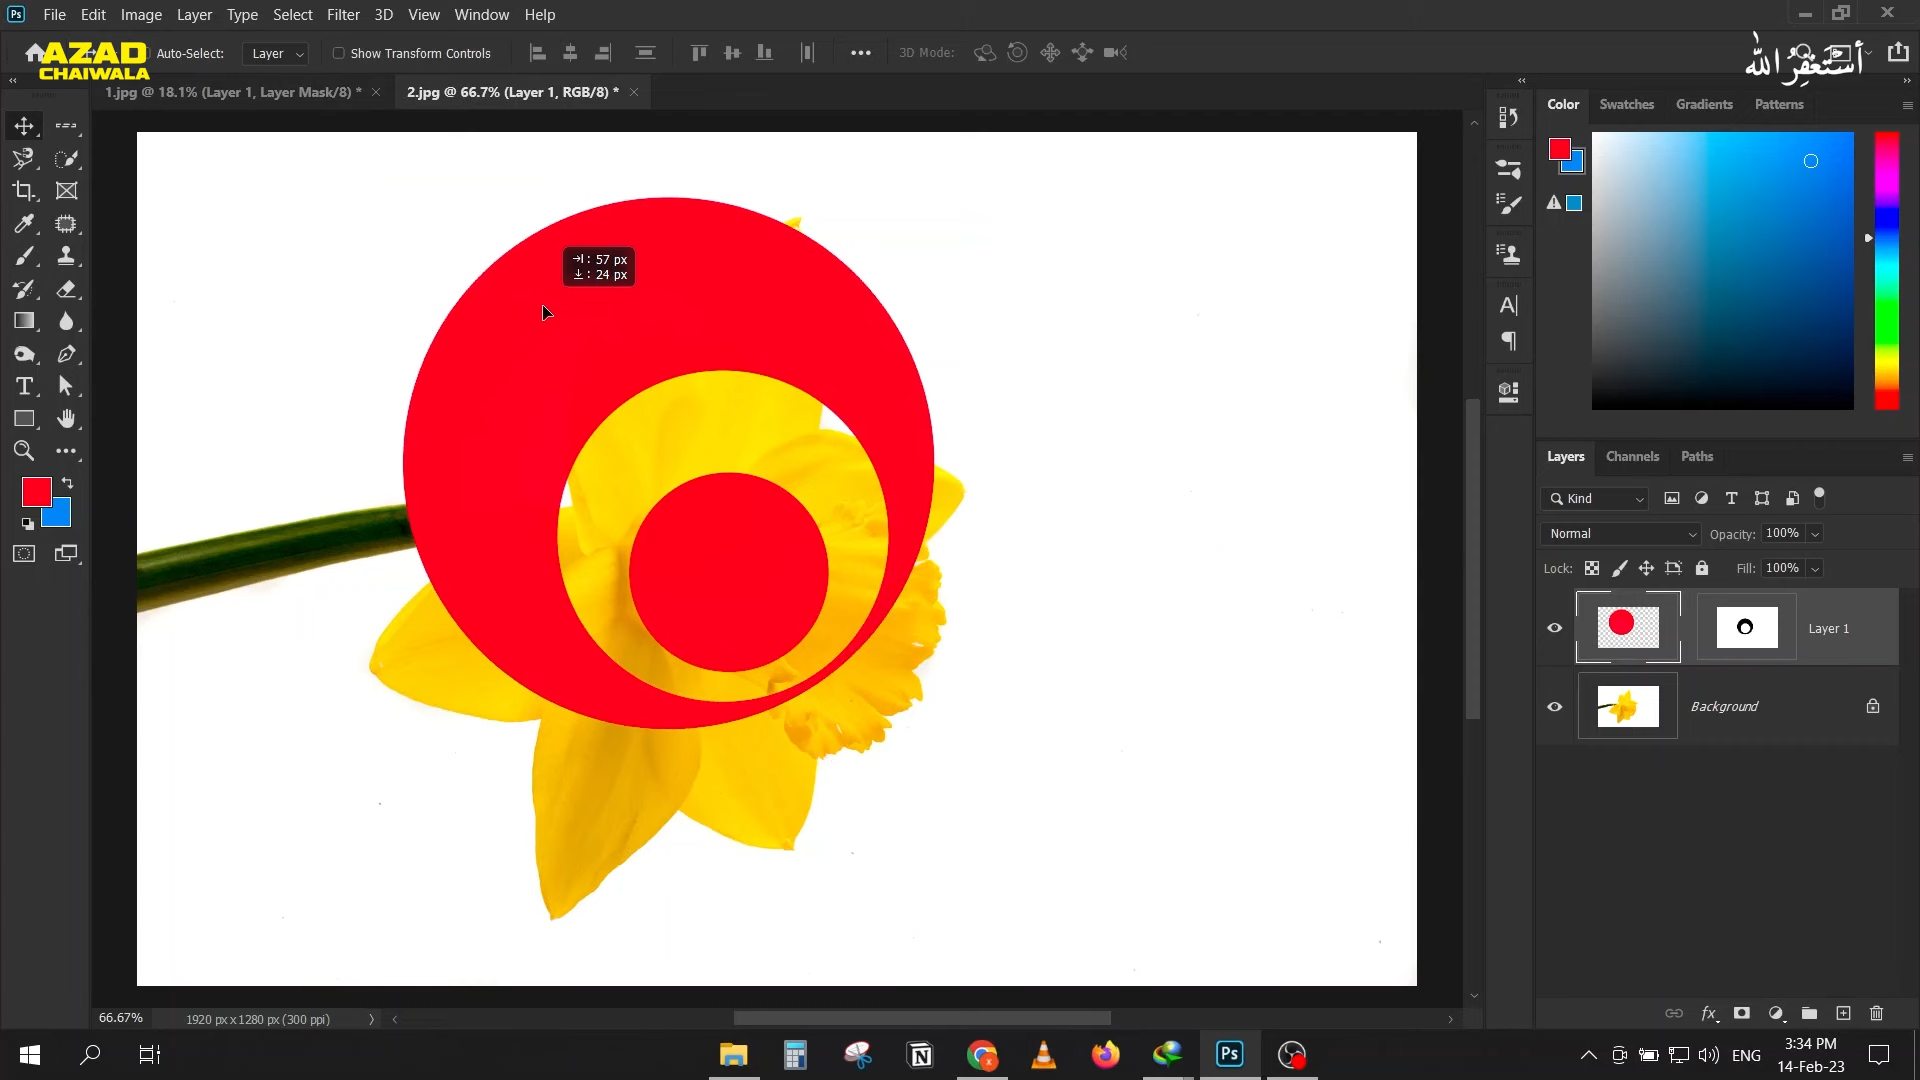 File Edit Image Layer Type Select Filter 3D View Window Help
AZAD
CHAIWALA
Auto-Select: Layer Show Transform Controls 3D Mode:
أستغفر الله
1.jpg @ 18.1% (Layer 1, Layer Mask/8) * 2.jpg @ 66.7% (Layer 1, RGB/8) *
Color Swatches Gradients Patterns
57 px
24 px
Layers Channels Paths
Kind
Normal Opacity: 100%
Lock: Fill: 100%
Layer 1
Background
66.67% 1920 px x 1280 px (300 ppi)
ENG
3:34 PM
14-Feb-23